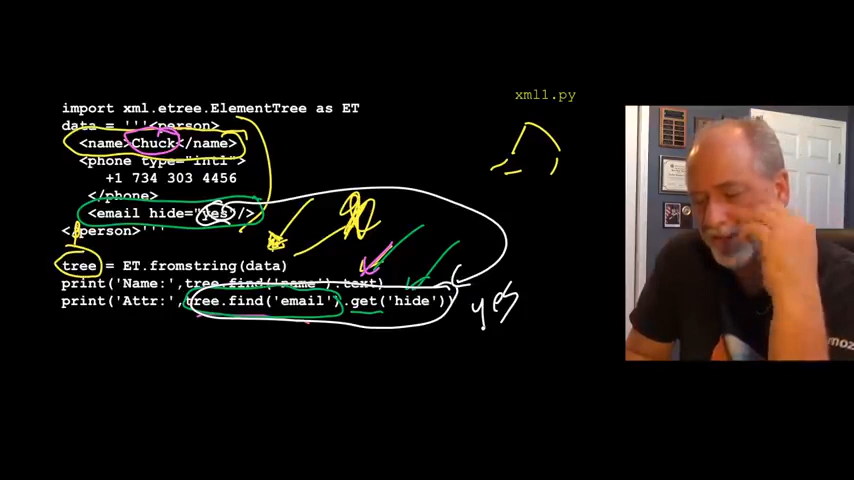 xml1.py
import xml.etree.ElementTree as ET
data = '''<person>
<name>Chuck</name>
<phone type="intl">
+1 734 303 4456
</phone>
<email hide="yes"/>
</person>'''
tree = ET.fromstring(data)
print('Name:',tree.find('name').text)
print('Attr:',tree.find('email').get('hide'))
yes
moz